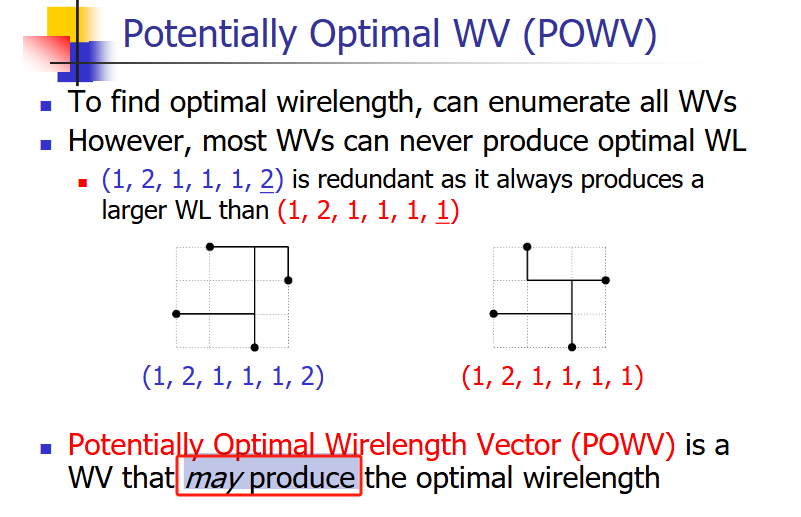 Potentially Optimal WV (POWV)
To find optimal wirelength, can enumerate all WVs
However, most WVs can never produce optimal WL
(1, 2, 1, 1, 1, 2) is redundant as it always produces a
larger WL than (1, 2, 1, 1, 1, 1)
(1, 2, 1, 1, 1, 2)
(1, 2, 1, 1, 1, 1)
Potentially Optimal Wirelength Vector (POWV) is a
WV that may produce the optimal wirelength